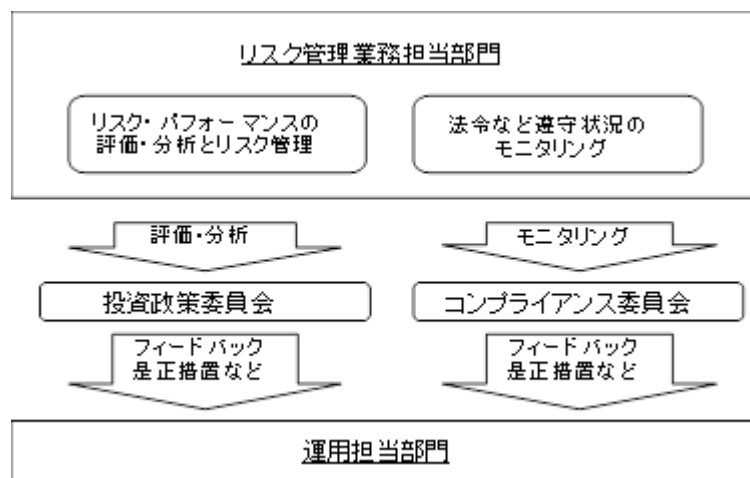 リスク管理業務担当部門
リスク・パフォーマンスの
評価・分析とリスク管理
法令など遵守状況の
モニタリング
評価・分析
モニタリング
投資政策委員会
コンプライアンス委員会
フィードバック
是正措置など
フィードバック
是正措置など
運用担当部門